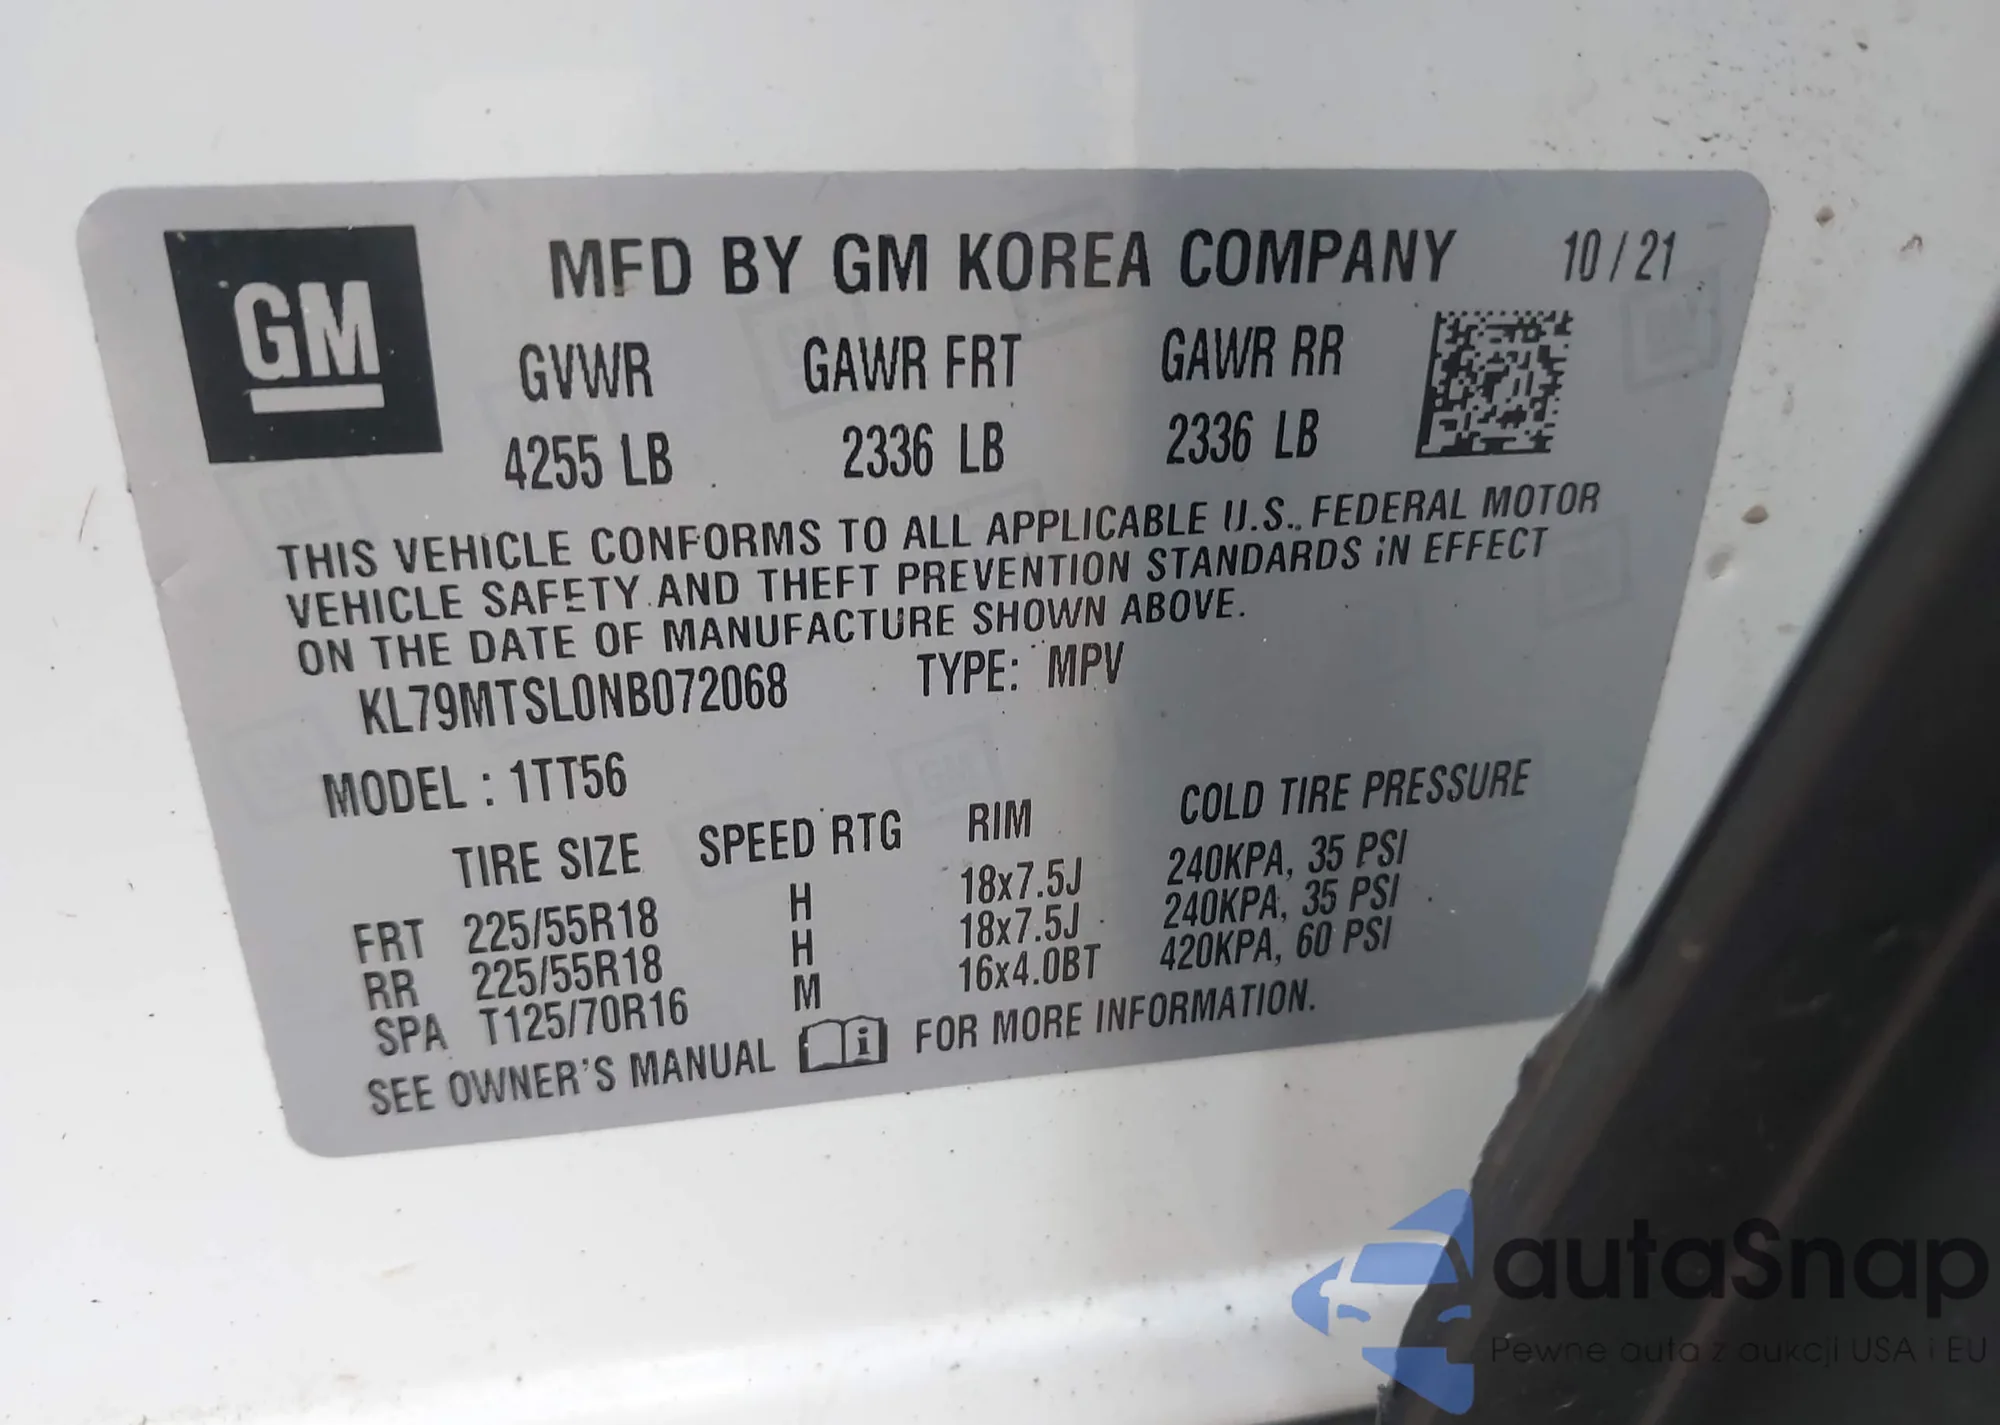 GM
MFD BY GM KOREA COMPANY 10/21
GVWR GAWR FRT GAWR RR
4255 LB 2336 LB 2336 LB
THIS VEHICLE CONFORMS TO ALL APPLICABLE U.S. FEDERAL MOTOR
VEHICLE SAFETY AND THEFT PREVENTION STANDARDS IN EFFECT
ON THE DATE OF MANUFACTURE SHOWN ABOVE.
KL79MTSL0NB072068 TYPE: MPV
MODEL : 1TT56
TIRE SIZE SPEED RTG RIM COLD TIRE PRESSURE
FRT 225/55R18 H 18x7.5J 240KPA, 35 PSI
RR 225/55R18 H 18x7.5J 240KPA, 35 PSI
SPA T125/70R16 M 16x4.0BT 420KPA, 60 PSI
SEE OWNER'S MANUAL i FOR MORE INFORMATION.
autaSnap
Pewne auta z aukcji USA i EU